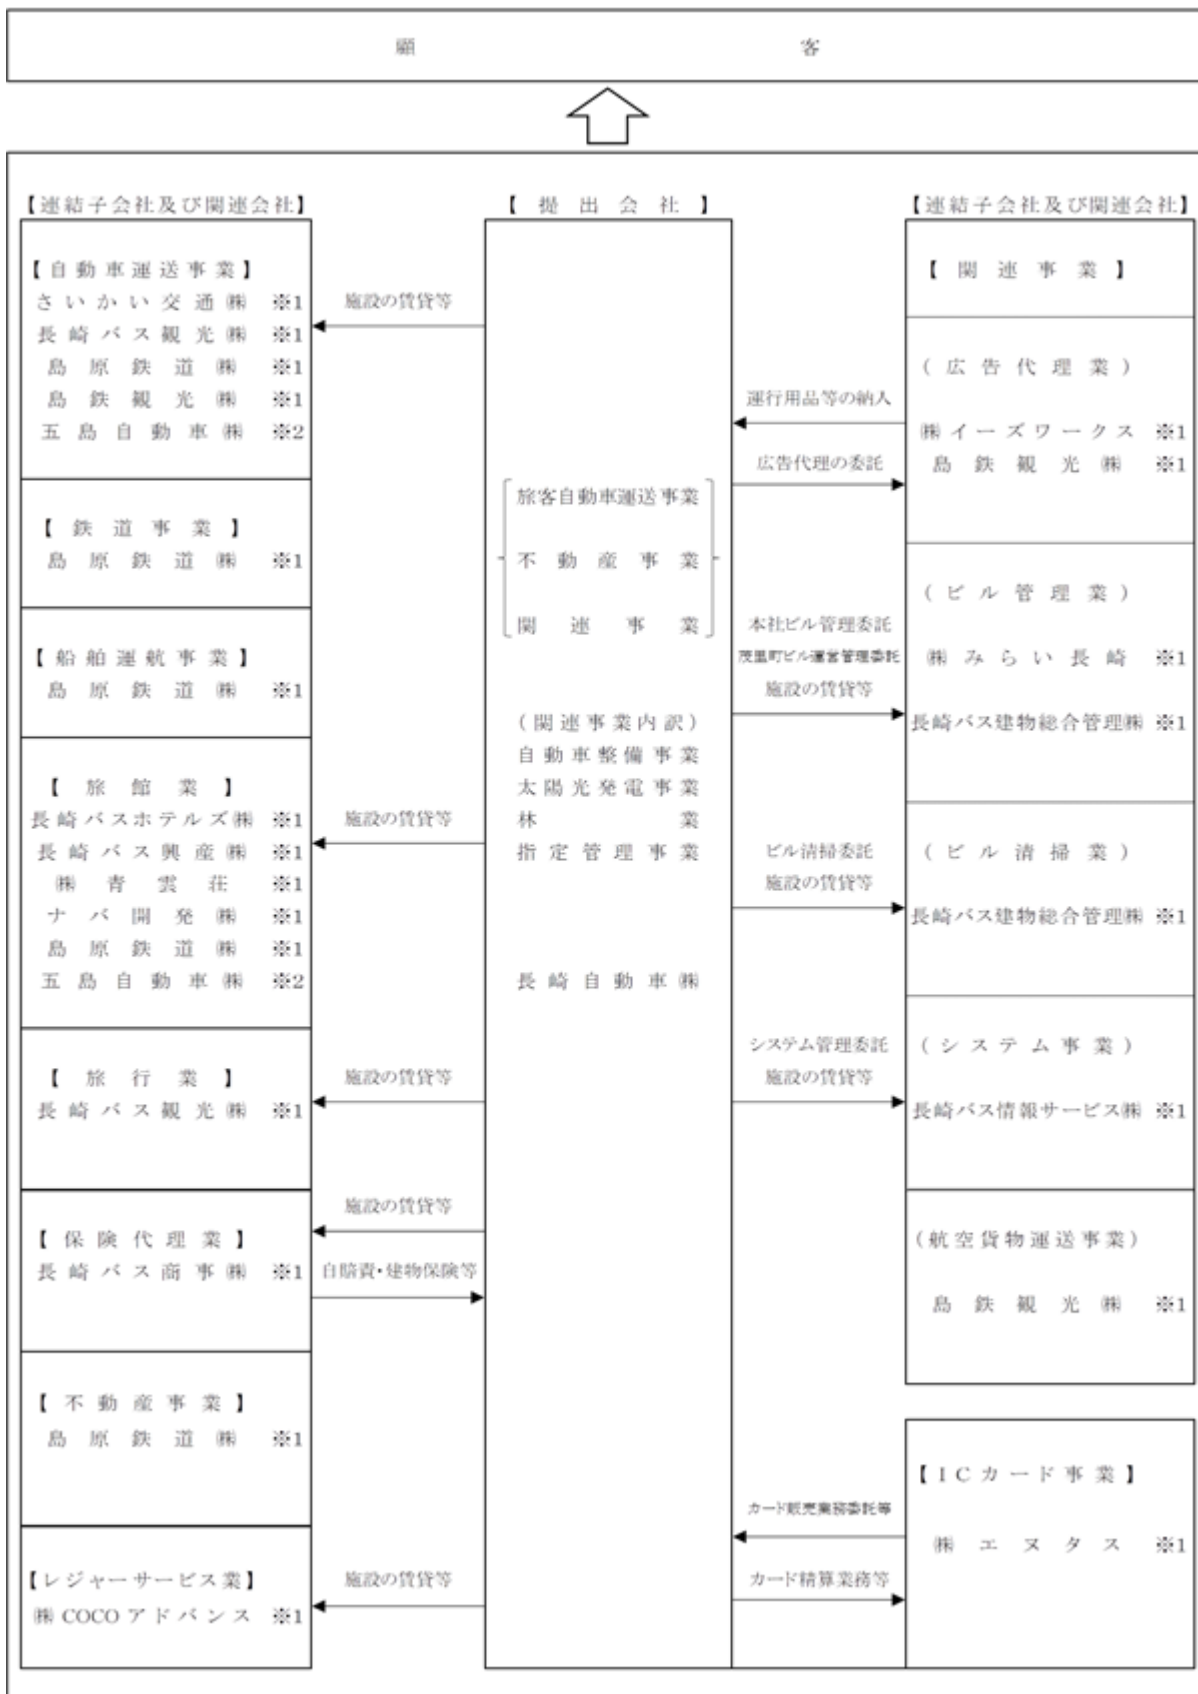 顧客
【連結子会社及び関連会社】
【自動車運送事業】
さいかい交通㈱ ※1
長崎バス観光㈱ ※1
島原鉄道㈱ ※1
島鉄観光㈱ ※1
五島自動車㈱ ※2
【鉄道事業】
島原鉄道㈱ ※1
【船舶運航事業】
島原鉄道㈱ ※1
【旅館業】
長崎バスホテルズ㈱ ※1
長崎バス興産㈱ ※1
㈱青雲荘 ※1
ナバ開発㈱ ※1
島原鉄道㈱ ※1
五島自動車㈱ ※2
【旅行業】
長崎バス観光㈱ ※1
【保険代理業】
長崎バス商事㈱ ※1
【不動産事業】
島原鉄道㈱ ※1
【レジャーサービス業】
㈱COCOアドバンス ※1
施設の賃貸等
施設の賃貸等
施設の賃貸等
施設の賃貸等
自賠責・建物保険等
施設の賃貸等
【提出会社】
旅客自動車運送事業
不動産事業
関連事業
(関連事業内訳)
自動車整備事業
太陽光発電事業
林業
指定管理事業
長崎自動車㈱
運行用品等の納入
広告代理の委託
本社ビル管理委託
茂里町ビル運営管理委託
施設の賃貸等
ビル清掃委託
施設の賃貸等
システム管理委託
施設の賃貸等
カード販売業務委託等
カード精算業務等
【連結子会社及び関連会社】
【関連事業】
(広告代理業)
㈱イーズワークス ※1
島鉄観光㈱ ※1
(ビル管理業)
㈱みらい長崎 ※1
長崎バス建物総合管理㈱ ※1
(ビル清掃業)
長崎バス建物総合管理㈱ ※1
(システム事業)
長崎バス情報サービス㈱ ※1
(航空貨物運送事業)
島鉄観光㈱ ※1
【ICカード事業】
㈱エヌタス ※1